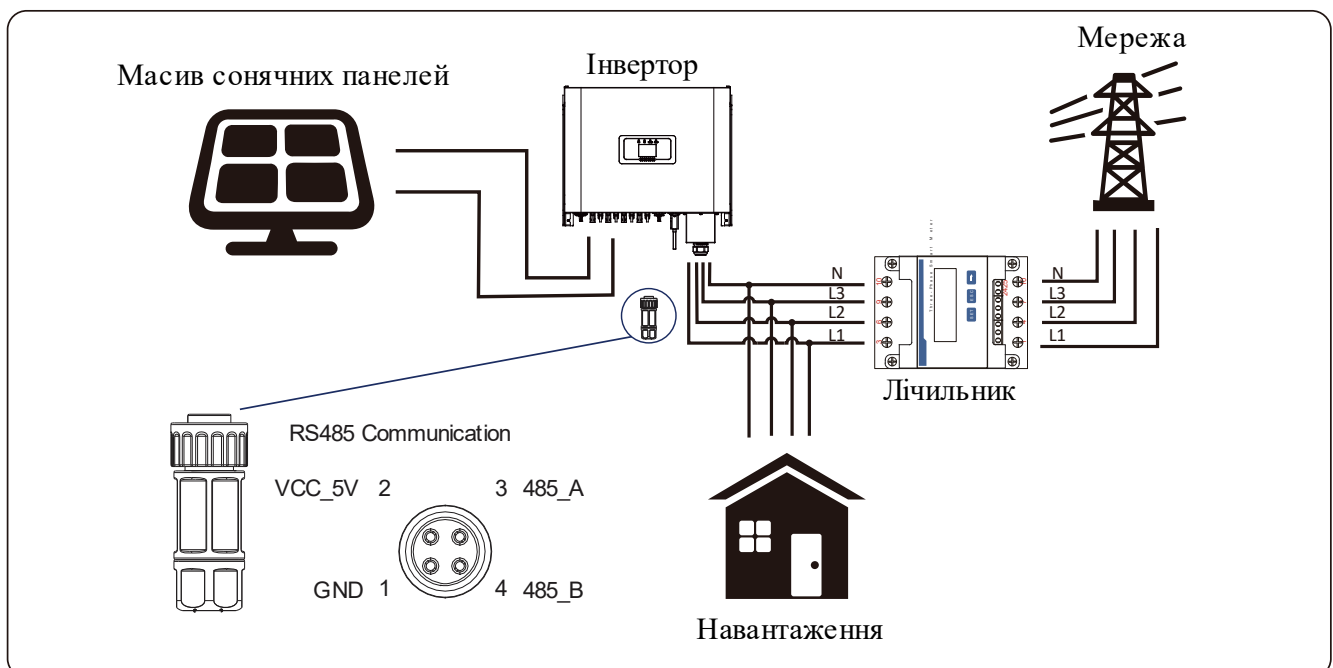 Мережа
Інвертор
Масив сонячних панелей
N
L3
L2
L1
N
L3
L2
L1
Лічильник
RS485 Communication
VCC_5V 2
3 485_A
GND 1
4 485_B
Навантаження